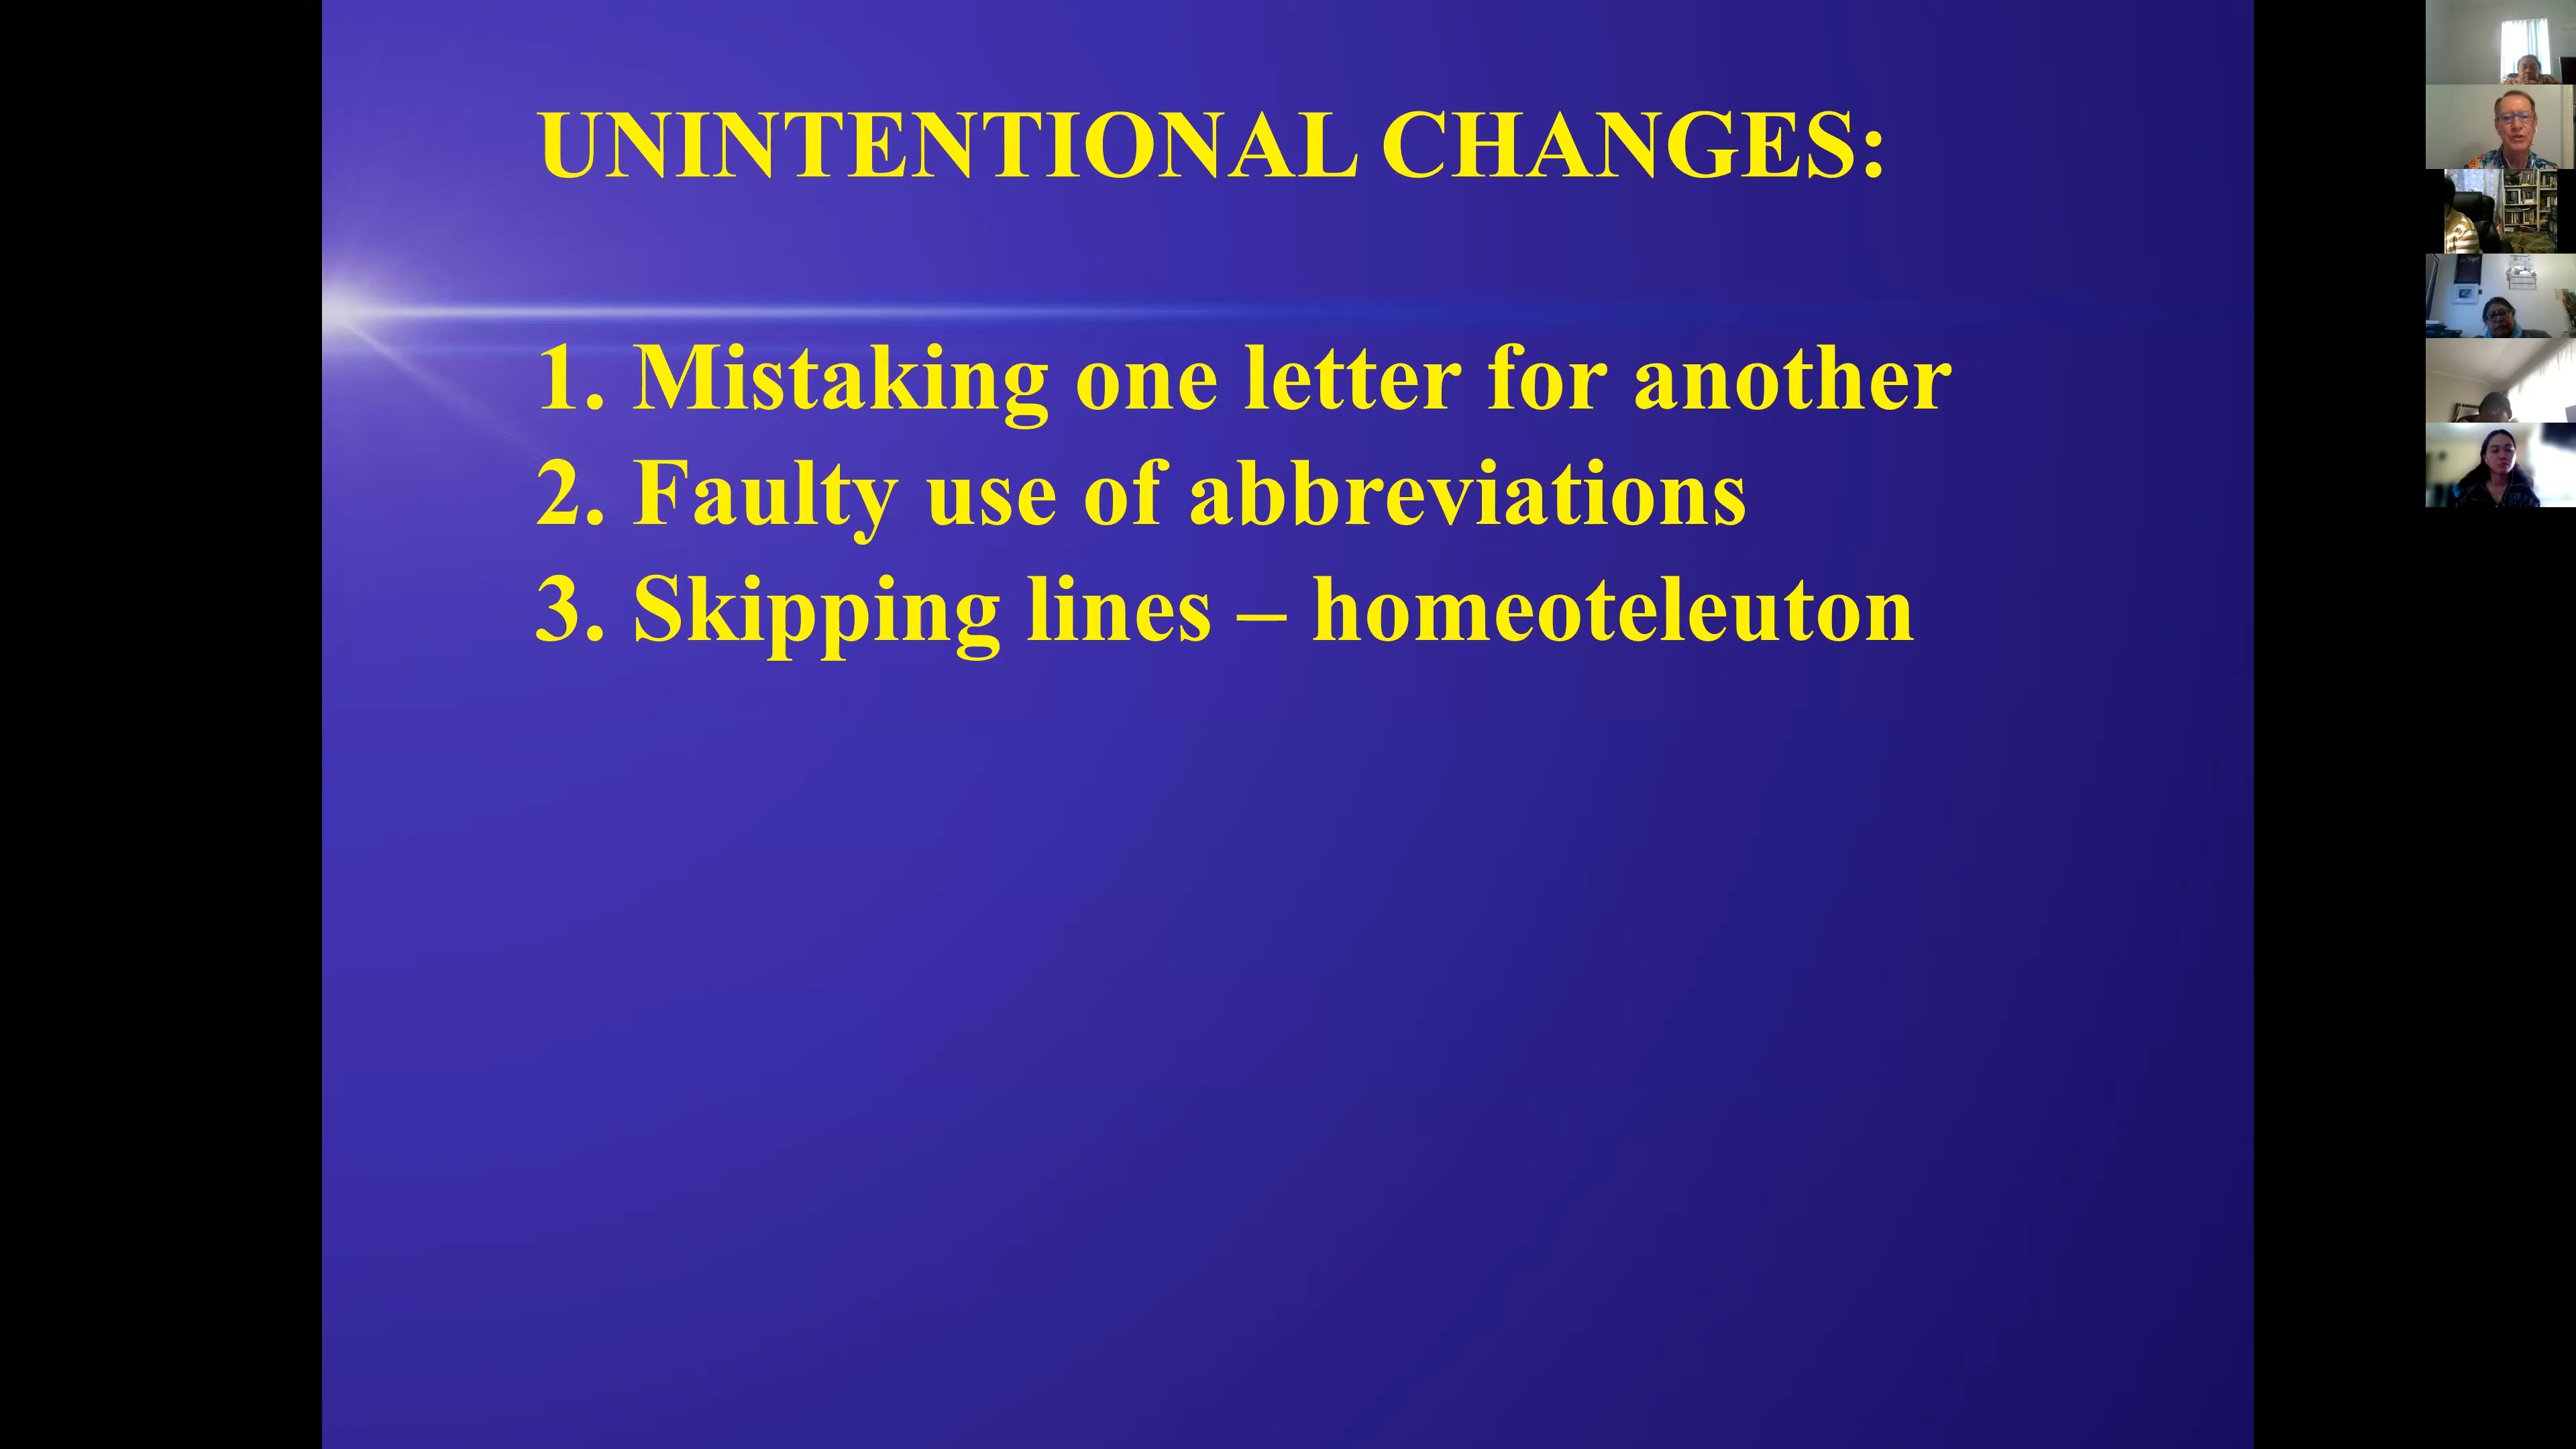 UNINTENTIONAL CHANGES:
1. Mistaking one letter for another
2. Faulty use of abbreviations
3. Skipping lines – homeoteleuton